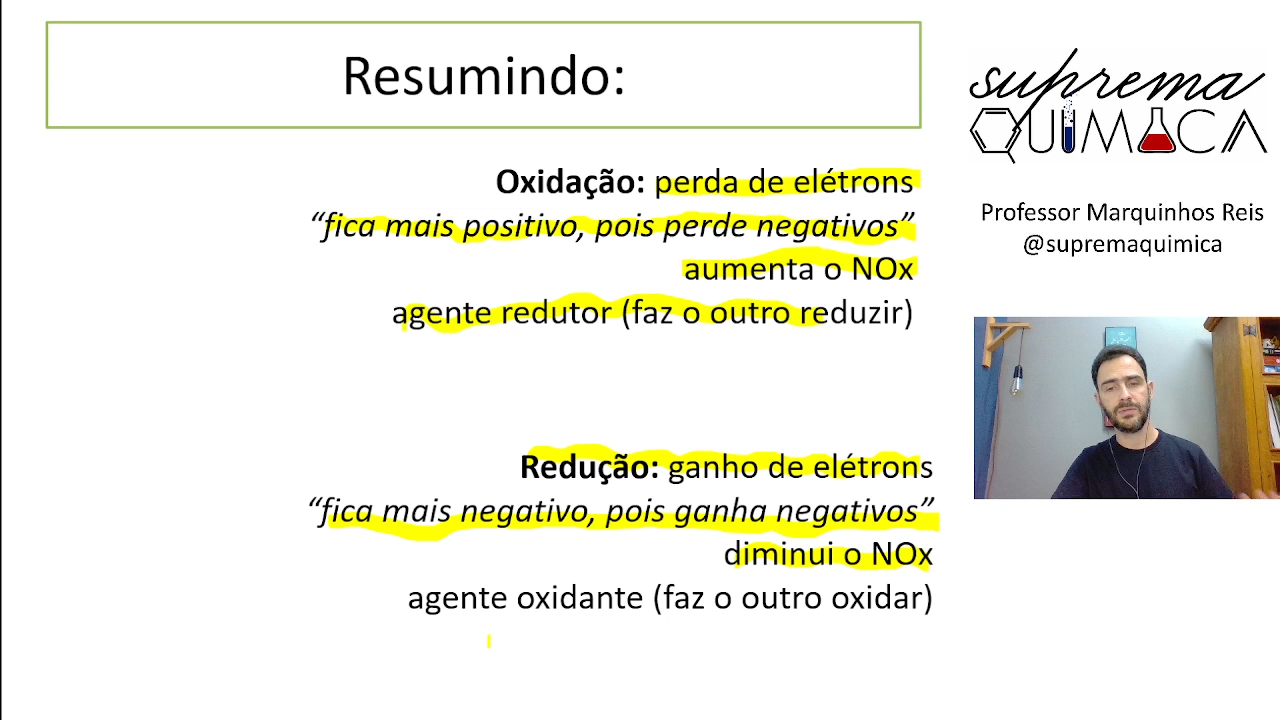 Resumindo:
Oxidação: perda de elétrons
“fica mais positivo, pois perde negativos”
aumenta o NOx
agente redutor (faz o outro reduzir)
Redução: ganho de elétrons
“fica mais negativo, pois ganha negativos”
diminui o NOx
agente oxidante (faz o outro oxidar)
suprema
QUÍMICA
Professor Marquinhos Reis
@supremaquimica